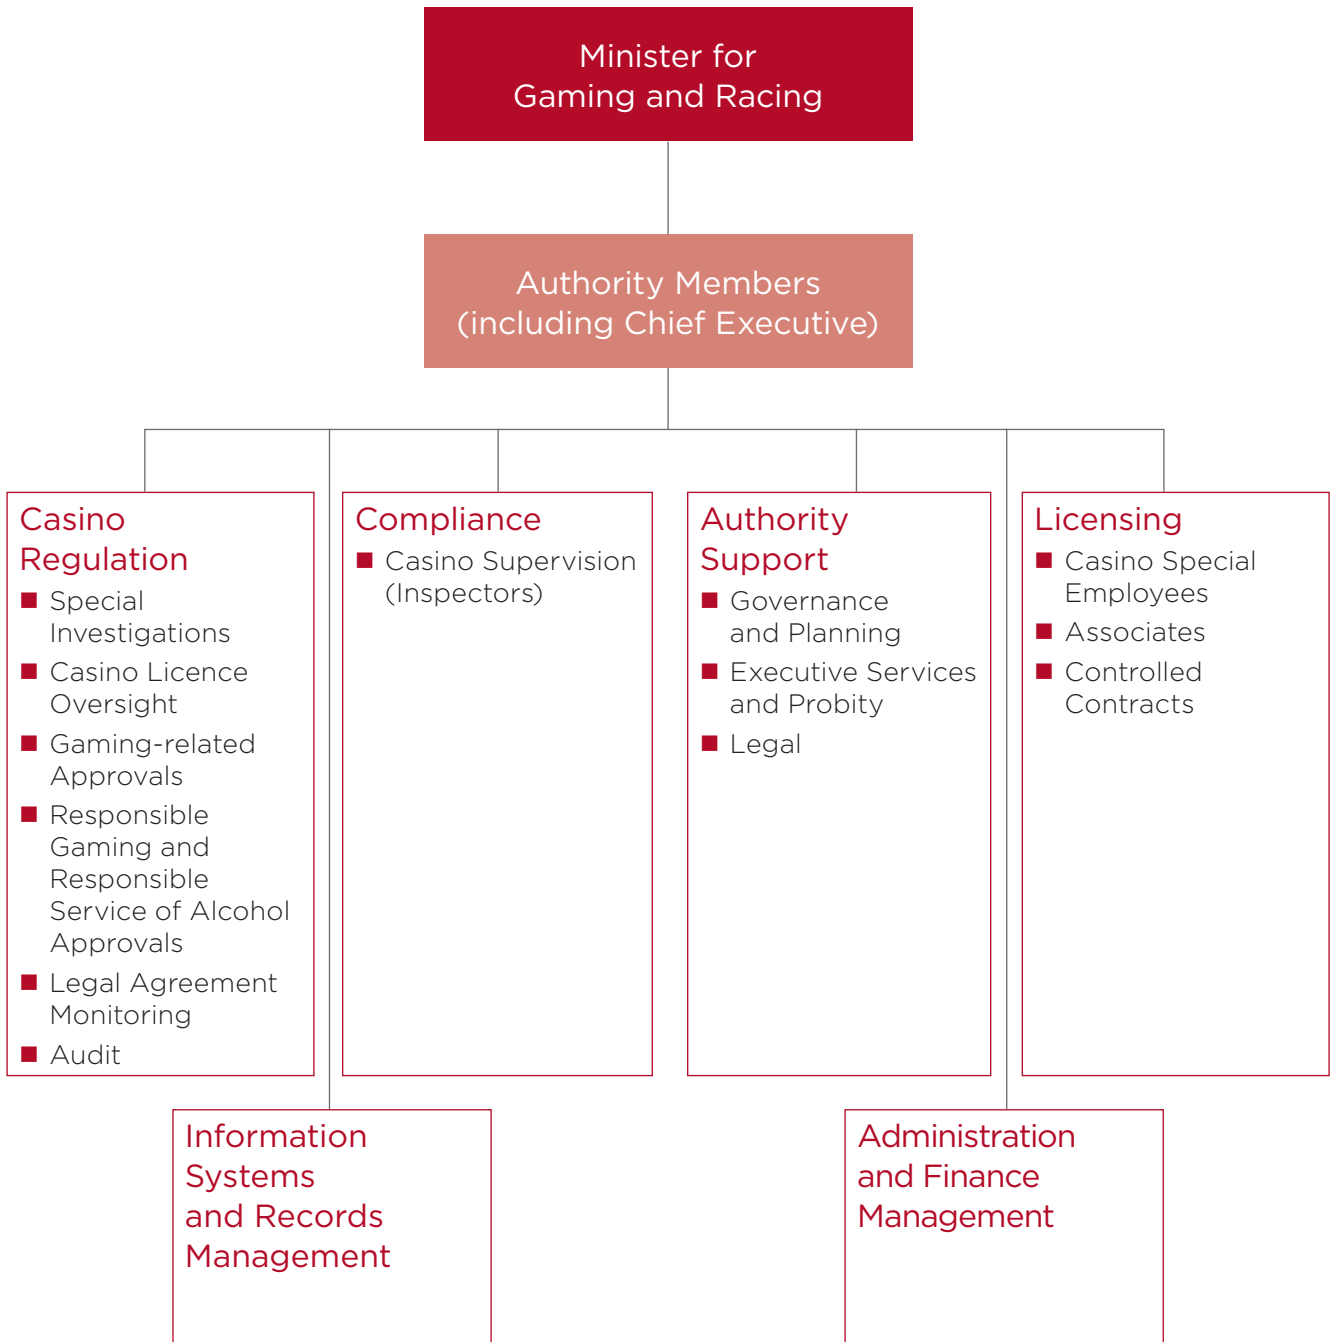 Minister for
Gaming and Racing
Authority Members
(including Chief Executive)
Casino
Regulation
Special
Investigations
Casino Licence
Oversight
Gaming-related
Approvals
Responsible
Gaming and
Responsible
Service of Alcohol
Approvals
Legal Agreement
Monitoring
Audit
Compliance
Casino Supervision
(Inspectors)
Authority
Support
Governance
and Planning
Executive Services
and Probity
Legal
Licensing
Casino Special
Employees
Associates
Controlled
Contracts
Information
Systems
and Records
Management
Administration
and Finance
Management